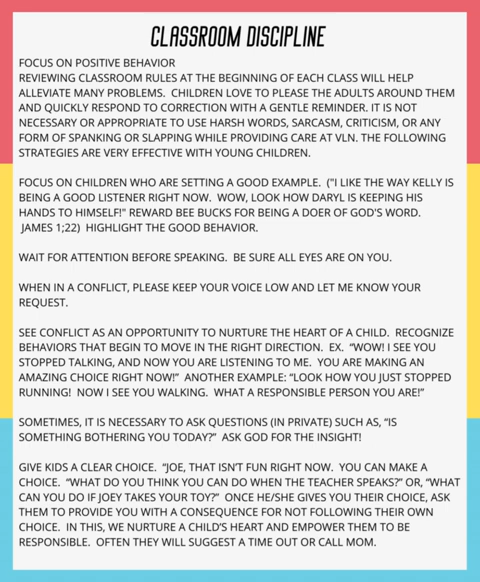 CLASSROOM DISCIPLINE
FOCUS ON POSITIVE BEHAVIOR
REVIEWING CLASSROOM RULES AT THE BEGINNING OF EACH CLASS WILL HELP
ALLEVIATE MANY PROBLEMS.  CHILDREN LOVE TO PLEASE THE ADULTS AROUND THEM
AND QUICKLY RESPOND TO CORRECTION WITH A GENTLE REMINDER. IT IS NOT
NECESSARY OR APPROPRIATE TO USE HARSH WORDS, SARCASM, CRITICISM, OR ANY
FORM OF SPANKING OR SLAPPING WHILE PROVIDING CARE AT VLN. THE FOLLOWING
STRATEGIES ARE VERY EFFECTIVE WITH YOUNG CHILDREN.
FOCUS ON CHILDREN WHO ARE SETTING A GOOD EXAMPLE.  ("I LIKE THE WAY KELLY IS
BEING A GOOD LISTENER RIGHT NOW.  WOW, LOOK HOW DARYL IS KEEPING HIS
HANDS TO HIMSELF!" REWARD BEE BUCKS FOR BEING A DOER OF GOD'S WORD.
JAMES 1;22)  HIGHLIGHT THE GOOD BEHAVIOR.
WAIT FOR ATTENTION BEFORE SPEAKING.  BE SURE ALL EYES ARE ON YOU.
WHEN IN A CONFLICT, PLEASE KEEP YOUR VOICE LOW AND LET ME KNOW YOUR
REQUEST.
SEE CONFLICT AS AN OPPORTUNITY TO NURTURE THE HEART OF A CHILD.  RECOGNIZE
BEHAVIORS THAT BEGIN TO MOVE IN THE RIGHT DIRECTION.  EX.  “WOW! I SEE YOU
STOPPED TALKING, AND NOW YOU ARE LISTENING TO ME.  YOU ARE MAKING AN
AMAZING CHOICE RIGHT NOW!”  ANOTHER EXAMPLE: “LOOK HOW YOU JUST STOPPED
RUNNING!  NOW I SEE YOU WALKING.  WHAT A RESPONSIBLE PERSON YOU ARE!”
SOMETIMES, IT IS NECESSARY TO ASK QUESTIONS (IN PRIVATE) SUCH AS, “IS
SOMETHING BOTHERING YOU TODAY?”  ASK GOD FOR THE INSIGHT!
GIVE KIDS A CLEAR CHOICE.  “JOE, THAT ISN’T FUN RIGHT NOW.  YOU CAN MAKE A
CHOICE.  “WHAT DO YOU THINK YOU CAN DO WHEN THE TEACHER SPEAKS?” OR, “WHAT
CAN YOU DO IF JOEY TAKES YOUR TOY?”  ONCE HE/SHE GIVES YOU THEIR CHOICE, ASK
THEM TO PROVIDE YOU WITH A CONSEQUENCE FOR NOT FOLLOWING THEIR OWN
CHOICE.  IN THIS, WE NURTURE A CHILD’S HEART AND EMPOWER THEM TO BE
RESPONSIBLE.  OFTEN THEY WILL SUGGEST A TIME OUT OR CALL MOM.